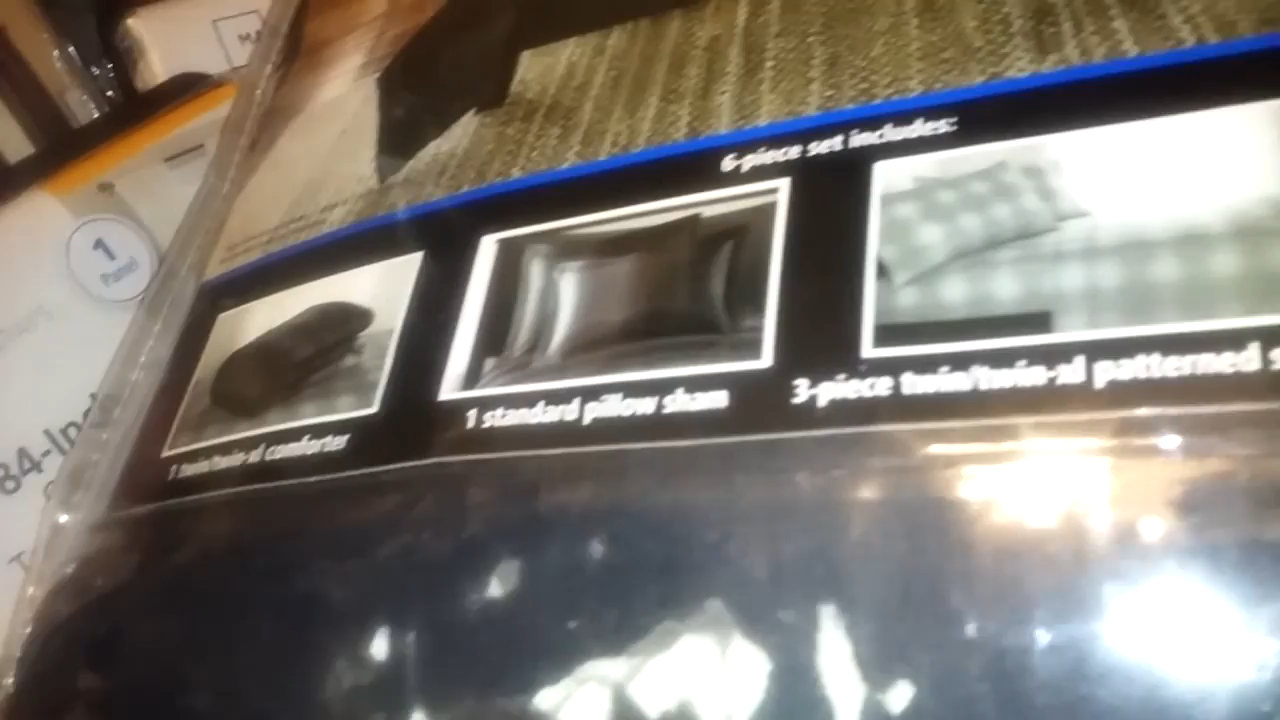 6-piece set includes:
1 twin/twin-xl comforter
1 standard pillow sham
3-piece twin/twin-xl patterned
1
Panel
84-In